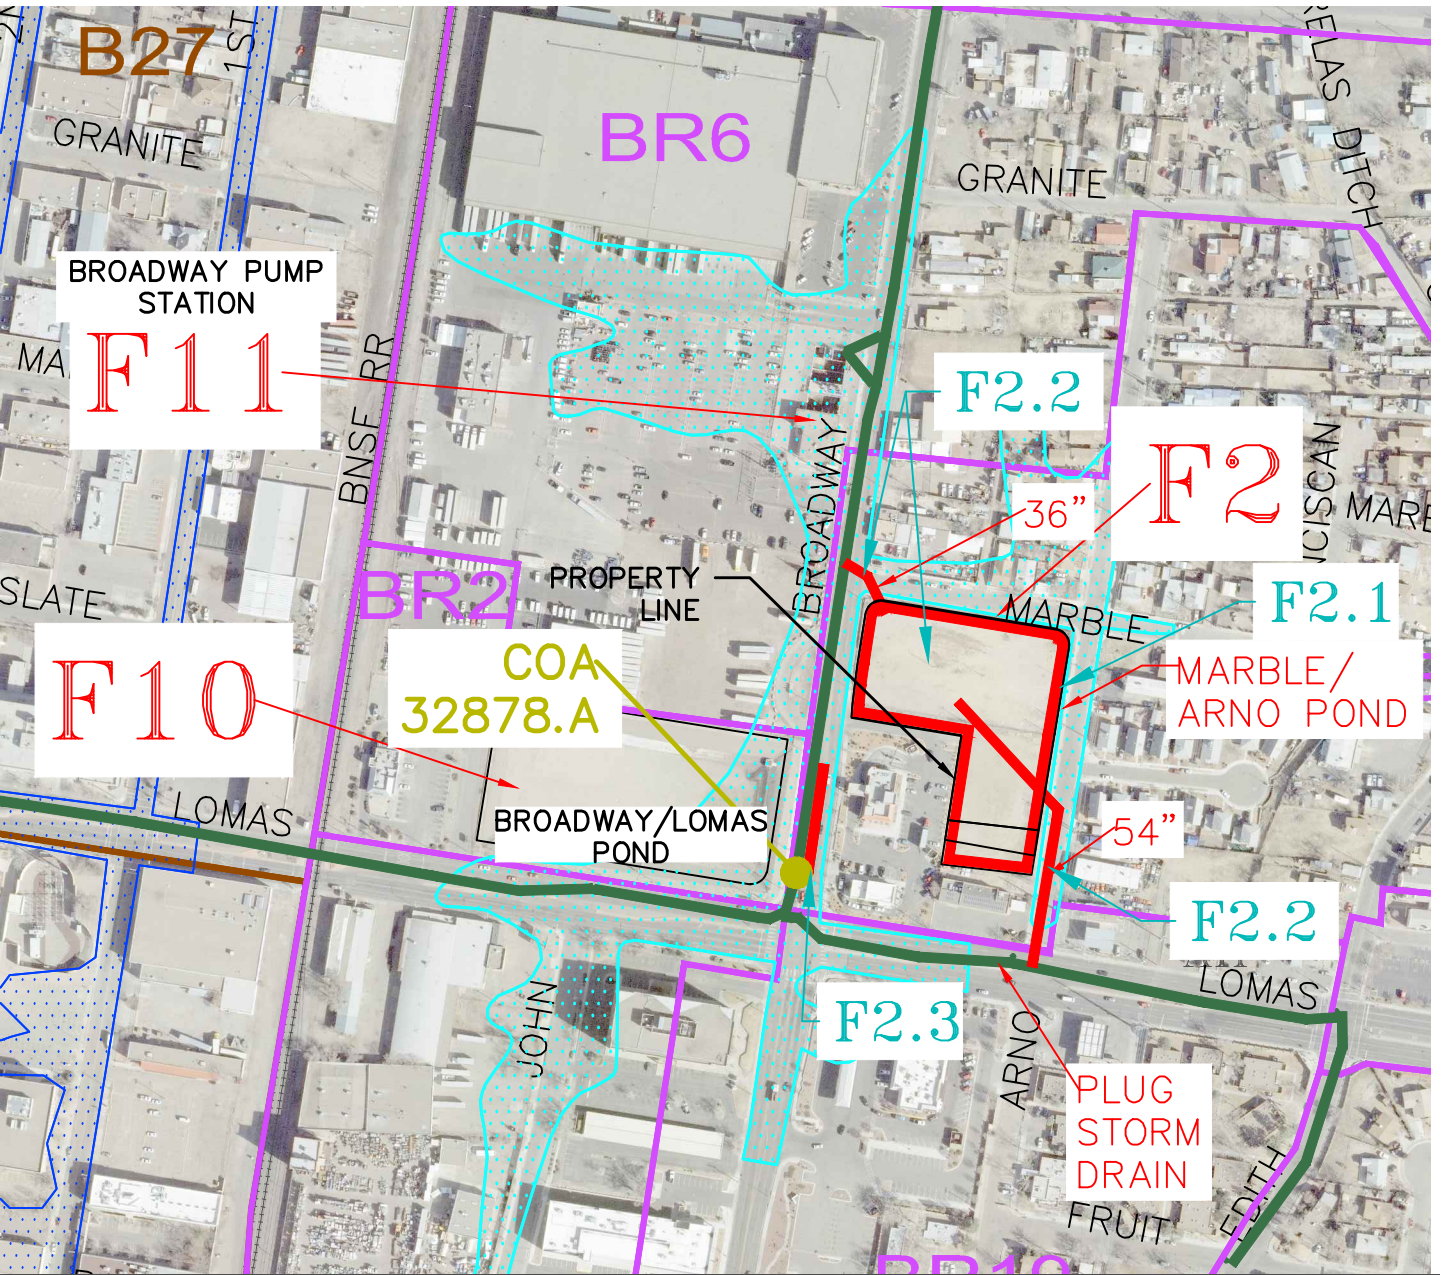 B27
1ST
GRANITE
BR6
GRANITE
DITCH
BROADWAY PUMP
STATION
F11
BNSF RR
F2.2
F2
BROADWAY
36"
SLATE
BR2
PROPERTY
LINE
MARBLE
F2.1
COA
32878.A
MARBLE/
ARNO POND
F10
LOMAS
BROADWAY/LOMAS
POND
54"
F2.2
LOMAS
F2.3
JOHN
ARNO
PLUG
STORM
DRAIN
FRUIT
EDITH